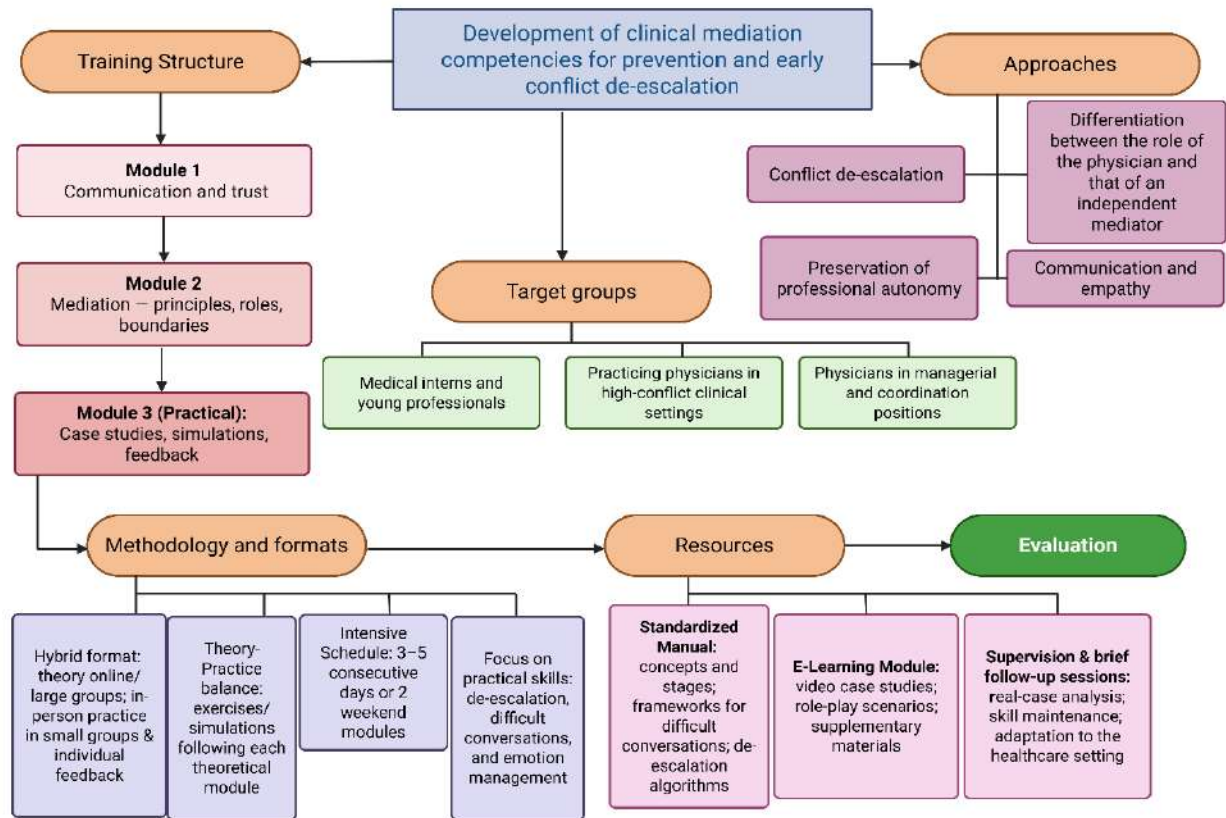 Development of clinical mediation
competencies for prevention and early
conflict de-escalation
Training Structure
Approaches
Module 1
Communication and trust
Module 2
Mediation – principles, roles,
boundaries
Module 3 (Practical):
Case studies, simulations,
feedback
Conflict de-escalation
Differentiation
between the role of
the physician and
that of an
independent
mediator
Preservation of
professional autonomy
Communication and
empathy
Target groups
Medical interns and
young professionals
Practicing physicians in
high-conflict clinical
settings
Physicians in managerial
and coordination
positions
Methodology and formats
Resources
Evaluation
Hybrid format:
theory online/
large groups; in-
person practice
in small groups &
individual
feedback
Theory-
Practice
balance:
exercises/
simulations
following each
theoretical
module
Intensive
Schedule: 3–5
consecutive
days or 2
weekend
modules
Focus on
practical skills:
de-escalation,
difficult
conversations,
and emotion
management
Standardized
Manual:
concepts and
stages;
frameworks for
difficult
conversations; de-
escalation
algorithms
E-Learning Module:
video case studies;
role-play scenarios;
supplementary
materials
Supervision & brief
follow-up sessions:
real-case analysis;
skill maintenance;
adaptation to the
healthcare setting